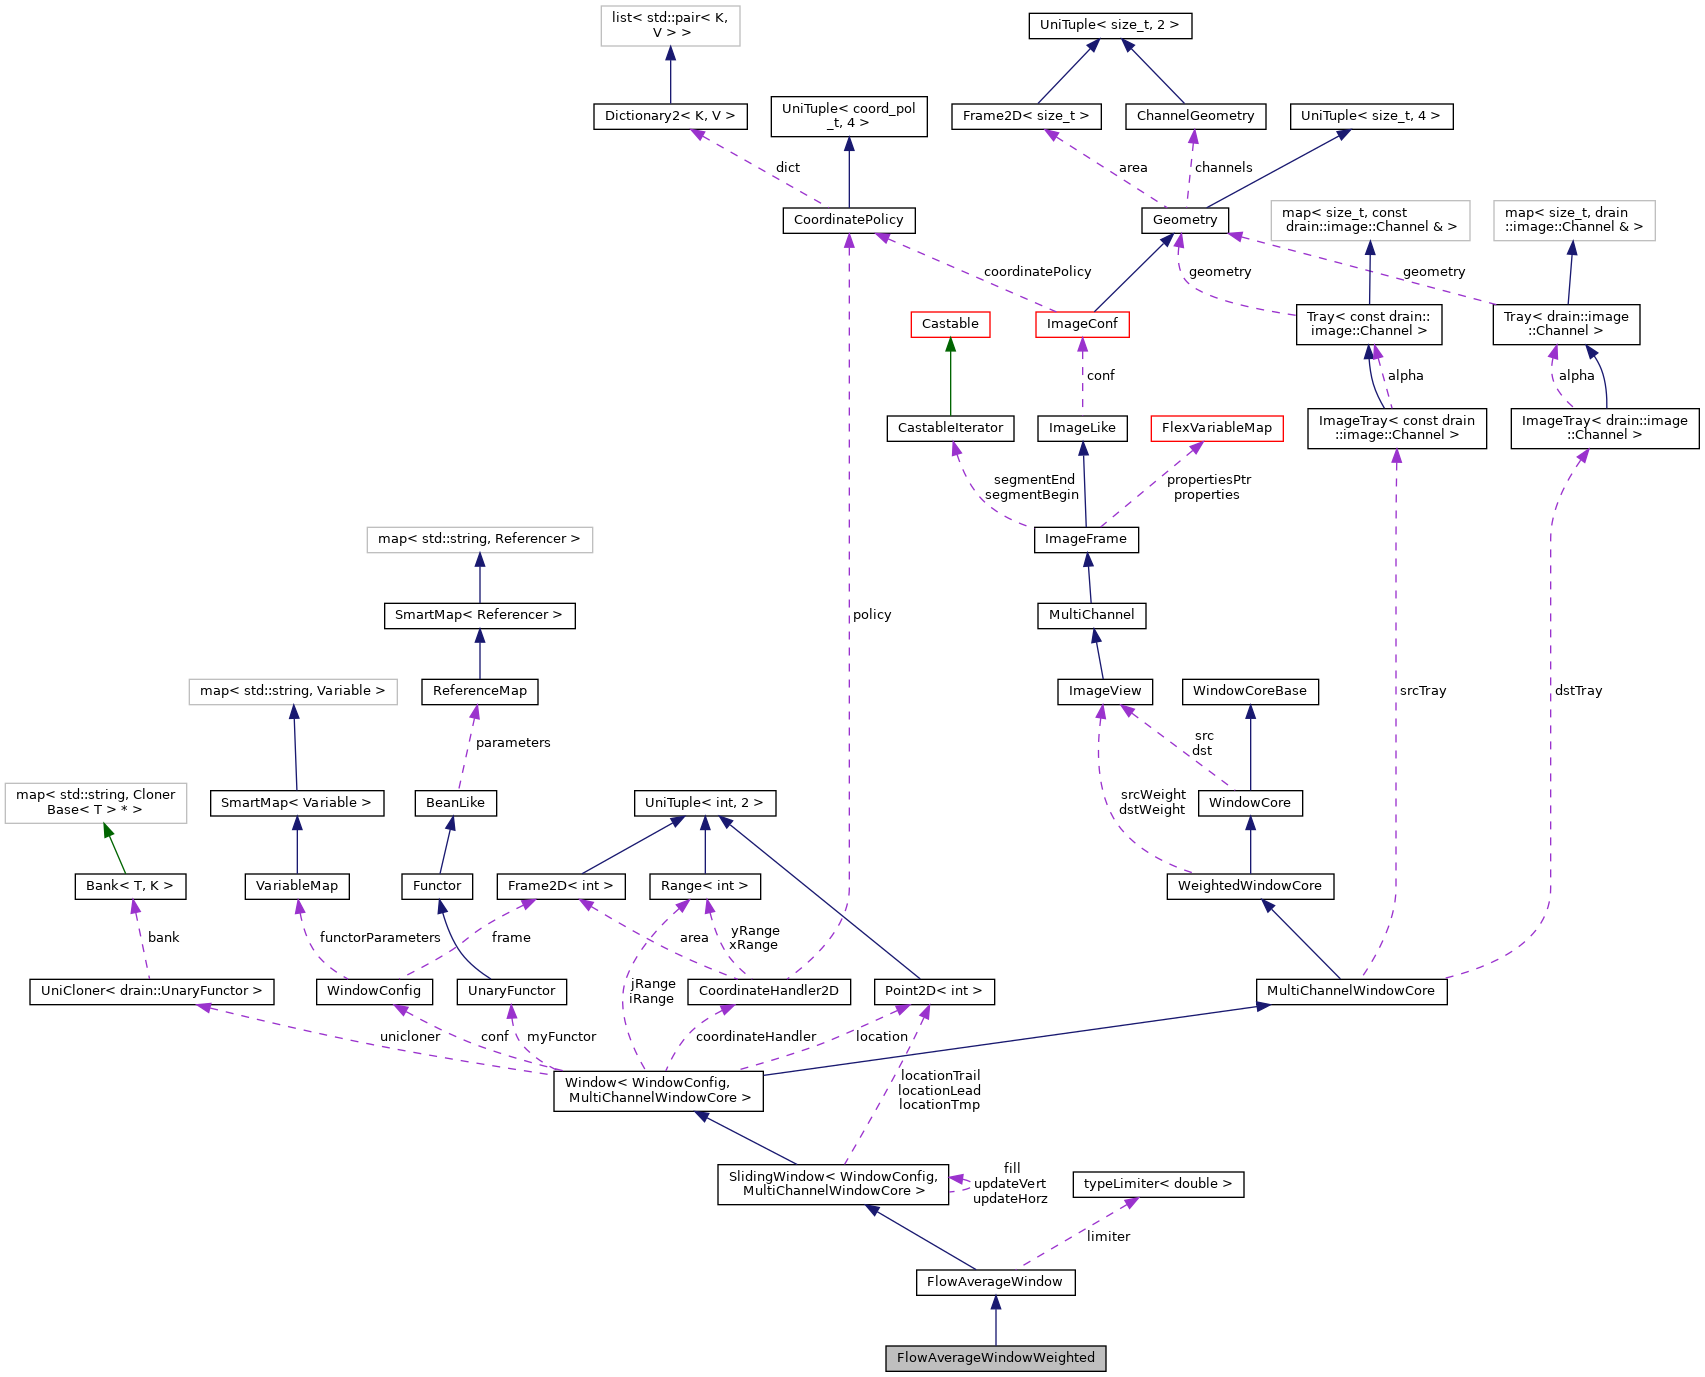 list< std::pair< K,
V > >
UniTuple< size_t, 2 >
Dictionary2< K, V >
UniTuple< coord_pol
_t, 4 >
Frame2D< size_t >
ChannelGeometry
UniTuple< size_t, 4 >
dict
area
channels
CoordinatePolicy
Geometry
map< size_t, const
drain::image::Channel & >
map< size_t, drain
::image::Channel & >
coordinatePolicy
geometry
geometry
Castable
ImageConf
Tray< const drain::
image::Channel >
Tray< drain::image
::Channel >
conf
alpha
alpha
CastableIterator
ImageLike
FlexVariableMap
ImageTray< const drain
::image::Channel >
ImageTray< drain::image
::Channel >
segmentEnd
segmentBegin
propertiesPtr
properties
map< std::string, Referencer >
ImageFrame
SmartMap< Referencer >
policy
MultiChannel
map< std::string, Variable >
ReferenceMap
ImageView
WindowCoreBase
srcTray
dstTray
parameters
src
dst
map< std::string, Cloner
Base< T > * >
SmartMap< Variable >
BeanLike
UniTuple< int, 2 >
srcWeight
dstWeight
WindowCore
Bank< T, K >
VariableMap
Functor
Frame2D< int >
Range< int >
WeightedWindowCore
bank
functorParameters
frame
area
yRange
xRange
UniCloner< drain::UnaryFunctor >
WindowConfig
UnaryFunctor
jRange
iRange
CoordinateHandler2D
Point2D< int >
MultiChannelWindowCore
unicloner
conf
myFunctor
coordinateHandler
location
Window< WindowConfig,
MultiChannelWindowCore >
locationTrail
locationLead
locationTmp
SlidingWindow< WindowConfig,
MultiChannelWindowCore >
fill
updateVert
updateHorz
typeLimiter< double >
limiter
FlowAverageWindow
FlowAverageWindowWeighted